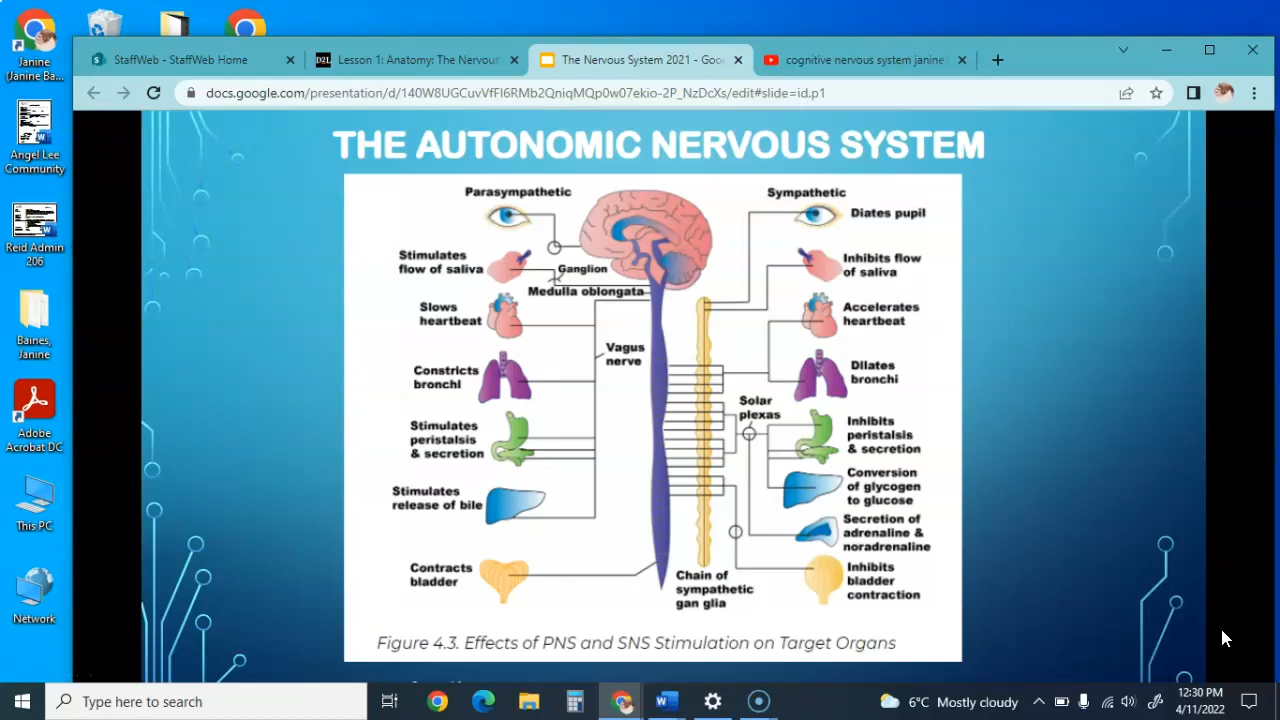 Janine
(Janine Ba...
Angel Lee
Community
Reid Admin
206
Baines,
Janine
Adobe
Acrobat DC
This PC
Network
StaffWeb - StaffWeb Home
D2L
Lesson 1: Anatomy: The Nervous
The Nervous System 2021 - Goo
cognitive nervous system janine
docs.google.com/presentation/d/140W8UGCuvVfFI6RMb2QniqMQp0w07ekio-2P_NzDcXs/edit#slide=id.p1
THE AUTONOMIC NERVOUS SYSTEM
Parasympathetic
Stimulates
flow of saliva
Ganglion
Medulla oblongata
Slows
heartbeat
Vagus
nerve
Constricts
bronchi
Stimulates
peristalsis
& secretion
Stimulates
release of bile
Contracts
bladder
Sympathetic
Diates pupil
Inhibits flow
of saliva
Accelerates
heartbeat
Dilates
bronchi
Solar
plexas
Inhibits
peristalsis
& secretion
Conversion
of glycogen
to glucose
Secretion of
adrenaline &
noradrenaline
Inhibits
bladder
contraction
Chain of
sympathetic
gan glia
Figure 4.3. Effects of PNS and SNS Stimulation on Target Organs
Type here to search
6°C Mostly cloudy
12:30 PM
4/11/2022